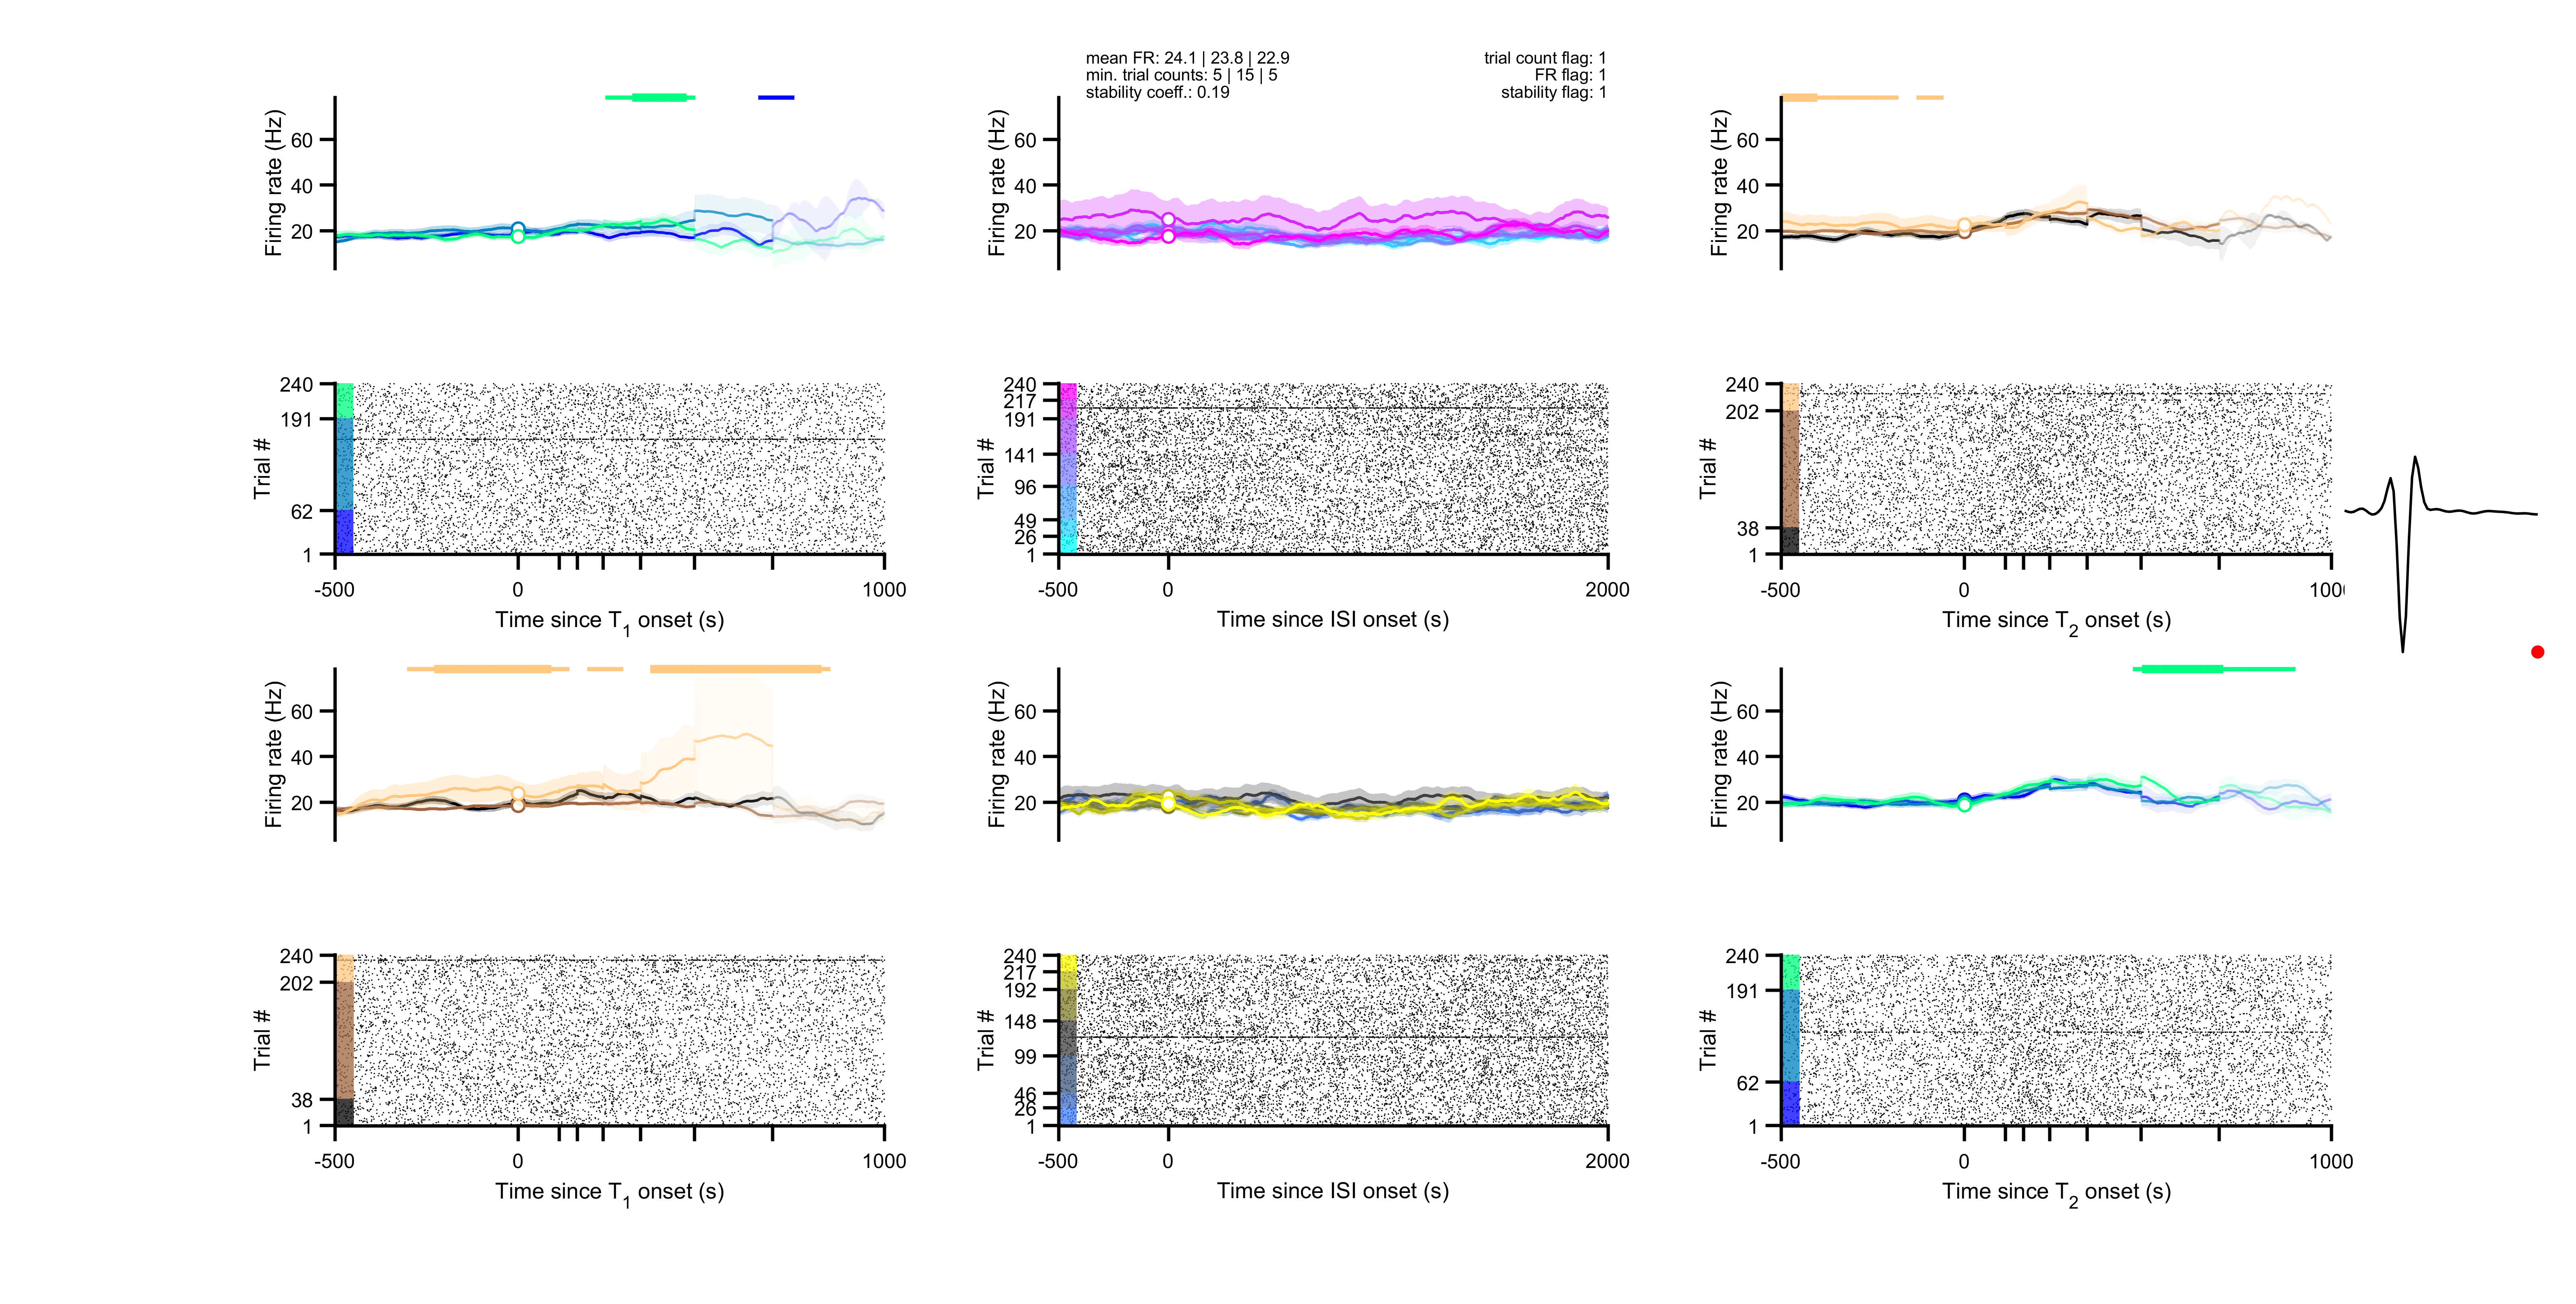 mean FR: 24.1 | 23.8 | 22.9
min. trial counts: 5 | 15 | 5
stability coeff.: 0.19
trial count flag: 1
FR flag: 1
stability flag: 1
Firing rate (Hz)
60
40
20
Firing rate (Hz)
60
40
20
Firing rate (Hz)
60
40
20
Trial #
240
191
62
1
-500
0
1000
Time since T1 onset (s)
Trial #
240
217
191
141
96
49
26
1
-500
0
2000
Time since ISI onset (s)
Trial #
240
202
38
1
-500
0
100
Time since T2 onset (s)
Firing rate (Hz)
60
40
20
Firing rate (Hz)
60
40
20
Firing rate (Hz)
60
40
20
Trial #
240
202
38
1
-500
0
1000
Time since T1 onset (s)
Trial #
240
217
192
148
99
46
26
1
-500
0
2000
Time since ISI onset (s)
Trial #
240
191
62
1
-500
0
1000
Time since T2 onset (s)